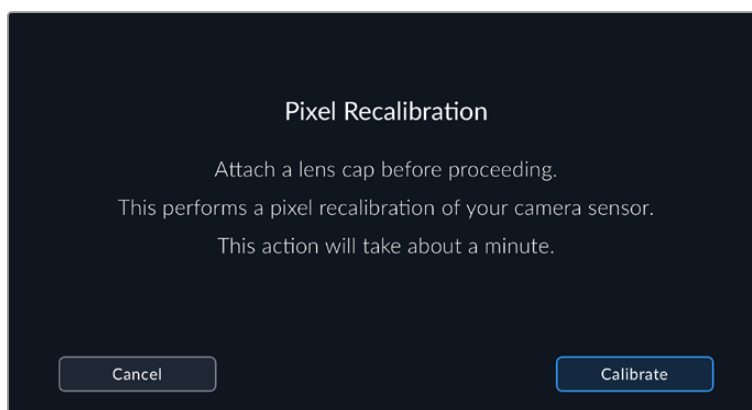 Pixel Recalibration
Attach a lens cap before proceeding.
This performs a pixel recalibration of your camera sensor.
This action will take about a minute.
Cancel
Calibrate